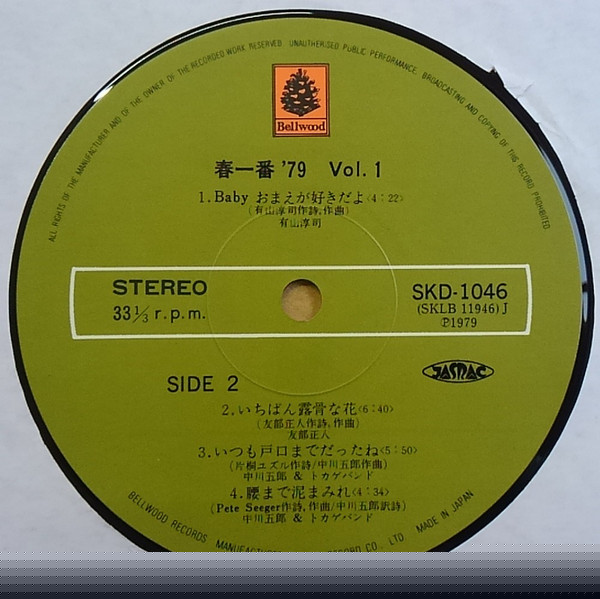 ALL RIGHTS OF THE MANUFACTURER AND OF THE OWNER OF THE RECORDED WORK RESERVED. UNAUTHORISED PUBLIC PERFORMANCE, BROADCASTING AND COPYING OF THIS RECORD PROHIBITED
Bellwood
春一番 '79 Vol. 1
1. Baby おまえが好きだよ〈4:22〉
(有山淳司作詩,作曲)
有山淳司
STEREO
33 1/3 r.p.m.
SKD-1046
(SKLB 11946) J
Ⓟ1979
JASRAC
SIDE 2
2. いちばん露骨な花〈6:40〉
(友部正人作詩,作曲)
友部正人
3. いつも戸口までだったね〈5:50〉
(片桐ユズル作詩/中川五郎作曲)
中川五郎 & トカゲバンド
4. 腰まで泥まみれ〈4:34〉
(Pete Seeger作詩,作曲/中川五郎訳詩)
中川五郎 & トカゲバンド
BELLWOOD RECORDS MANUFACTURE RECORD CO., LTD. MADE IN JAPAN